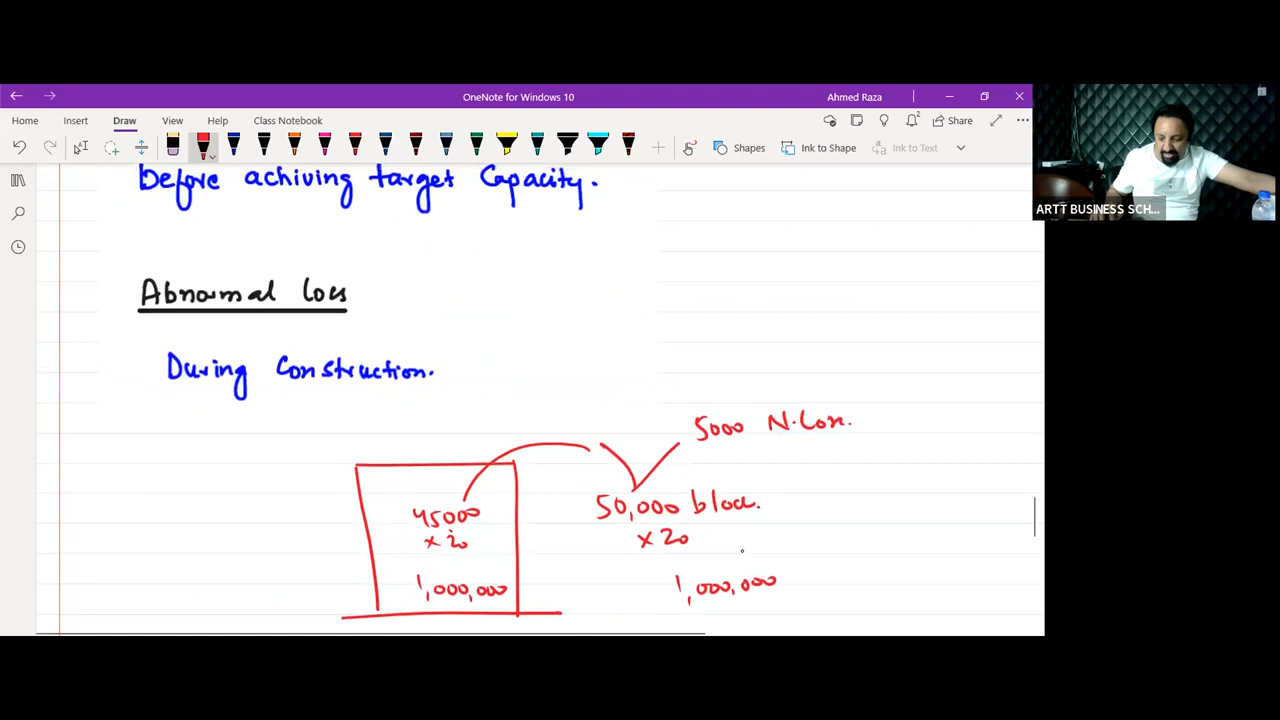 OneNote for Windows 10
Ahmed Raza
Home Insert Draw View Help Class Notebook
Share
Shapes Ink to Shape Ink to Text
ARTT BUSINESS SCH...
before achiving target Capacity.
Abnormal loss
During Construction.
5000 N.Loss.
45000
x 20
1,000,000
50,000 block.
x 20
1,000,000